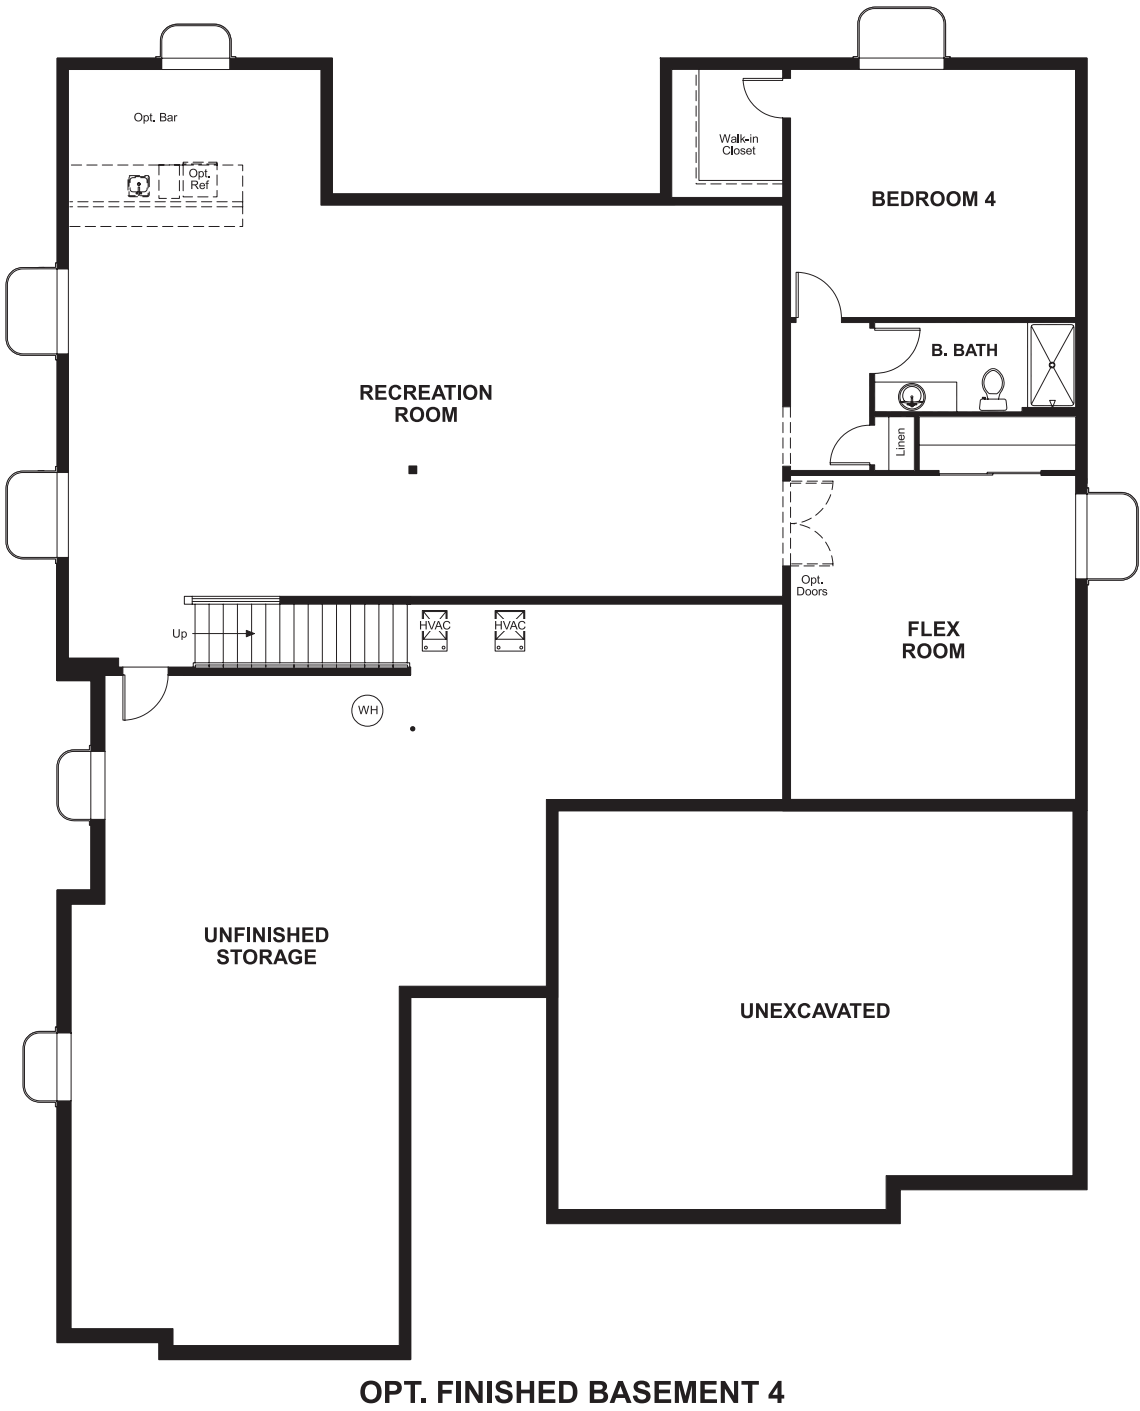 Opt. Bar
Opt.
Ref
Walk-in
Closet
BEDROOM 4
B. BATH
RECREATION
ROOM
Linen
Opt.
Doors
Up
HVAC
HVAC
FLEX
ROOM
WH
UNFINISHED
STORAGE
UNEXCAVATED
OPT. FINISHED BASEMENT 4